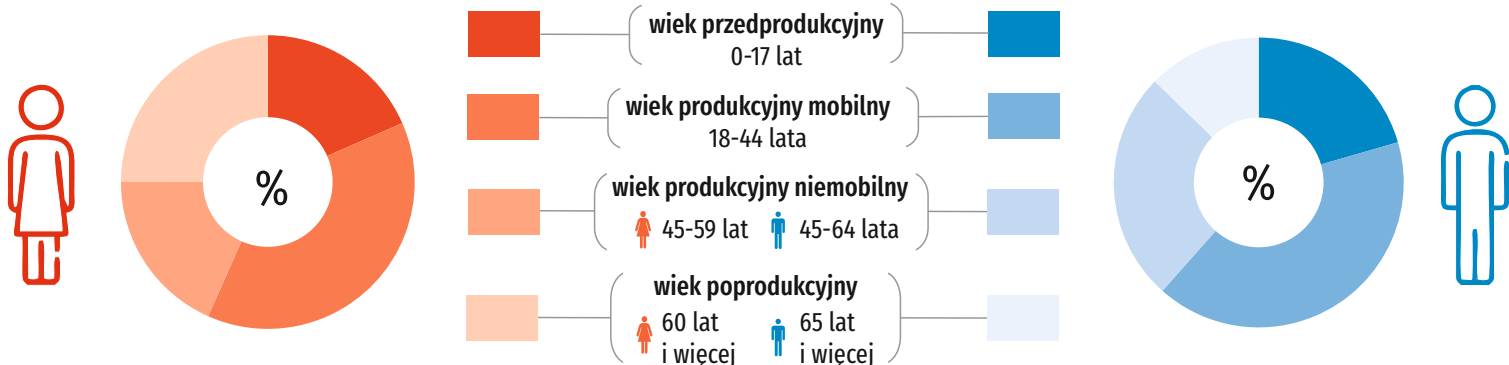 %
wiek przedprodukcyjny
0-17 lat
wiek produkcyjny mobilny
18-44 lata
wiek produkcyjny niemobilny
45-59 lat 45-64 lata
wiek poprodukcyjny
60 lat 65 lat
i więcej i więcej
%